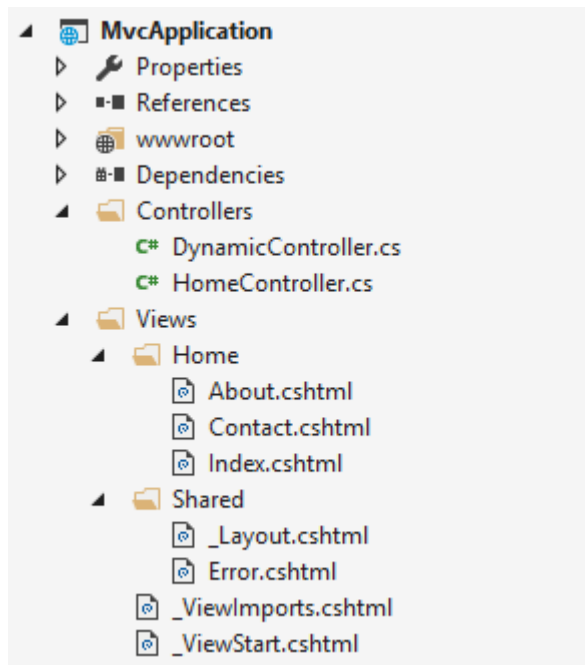 MvcApplication
Properties
References
wwwroot
Dependencies
Controllers
C# DynamicController.cs
C# HomeController.cs
Views
Home
About.cshtml
Contact.cshtml
Index.cshtml
Shared
_Layout.cshtml
Error.cshtml
_ViewImports.cshtml
_ViewStart.cshtml